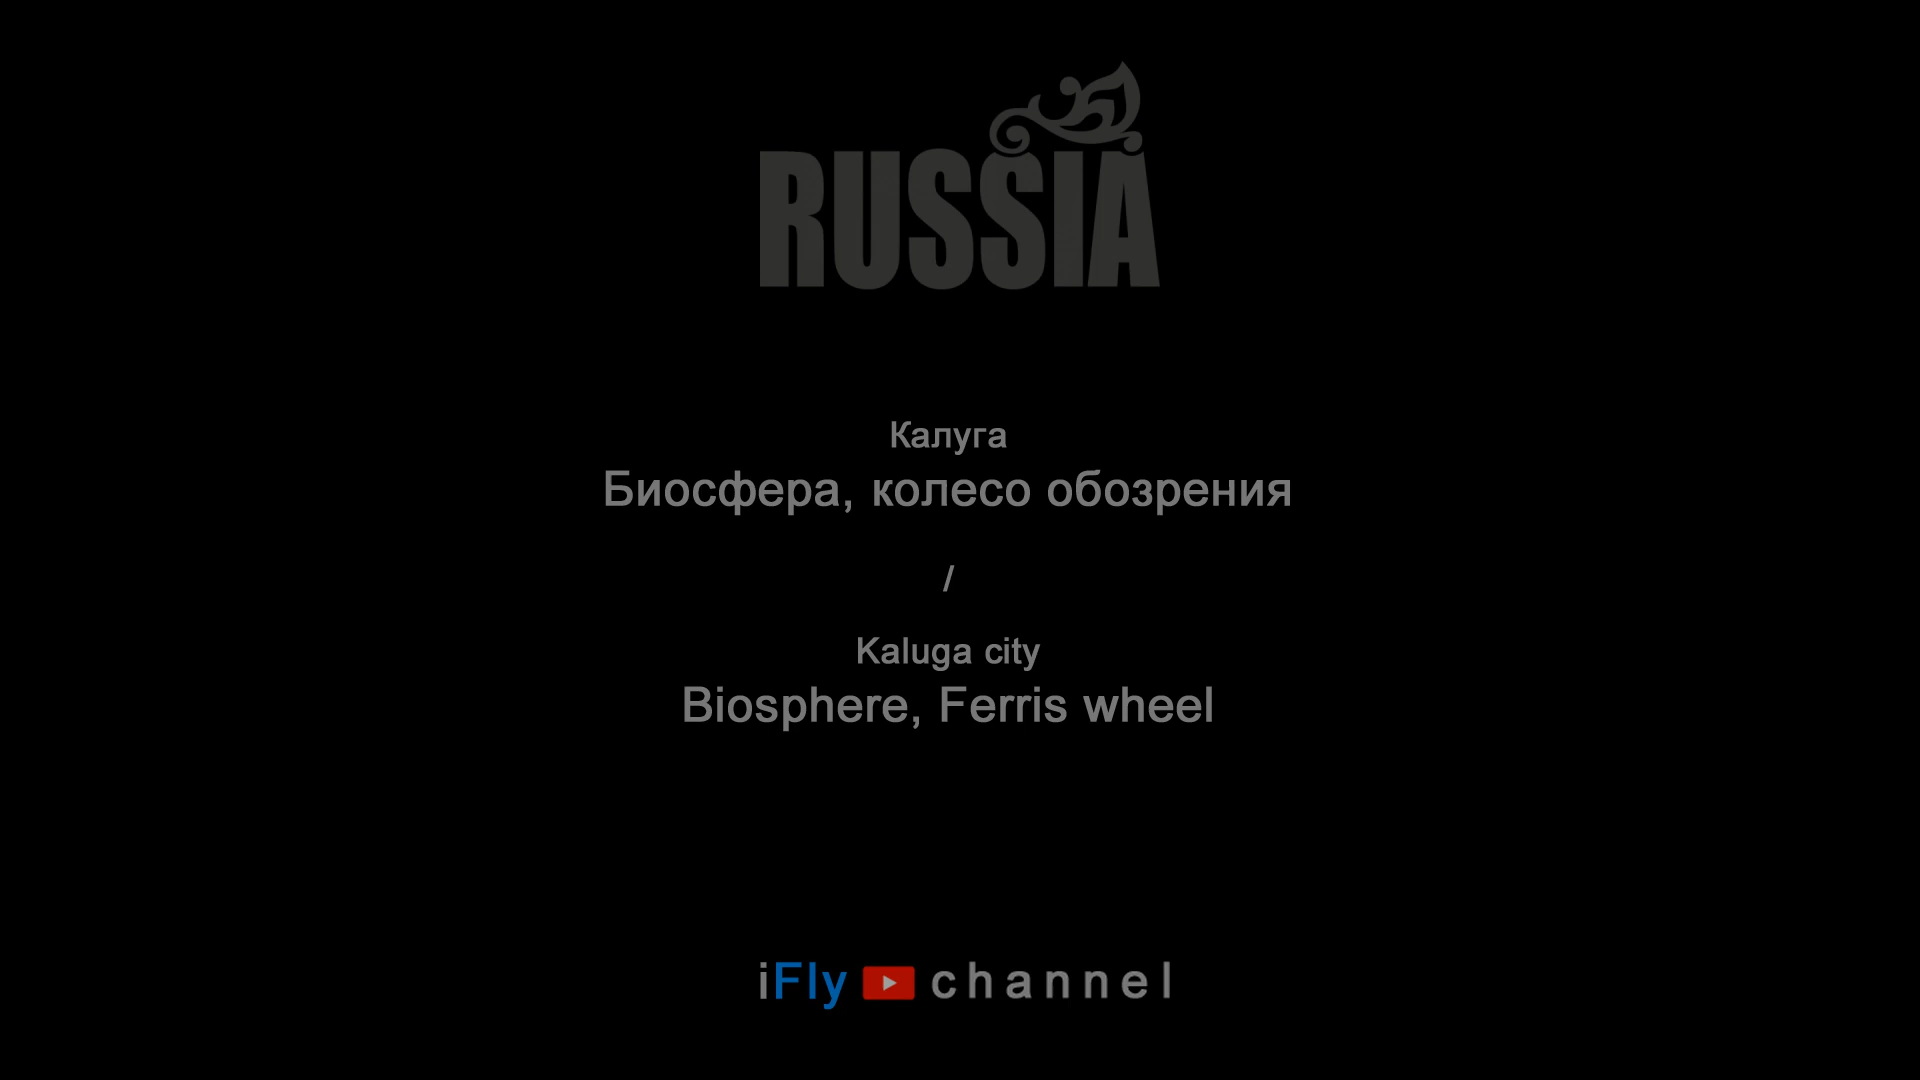 RUSSIA
Калуга
Биосфера, колесо обозрения
/
Kaluga city
Biosphere, Ferris wheel
iFly channel